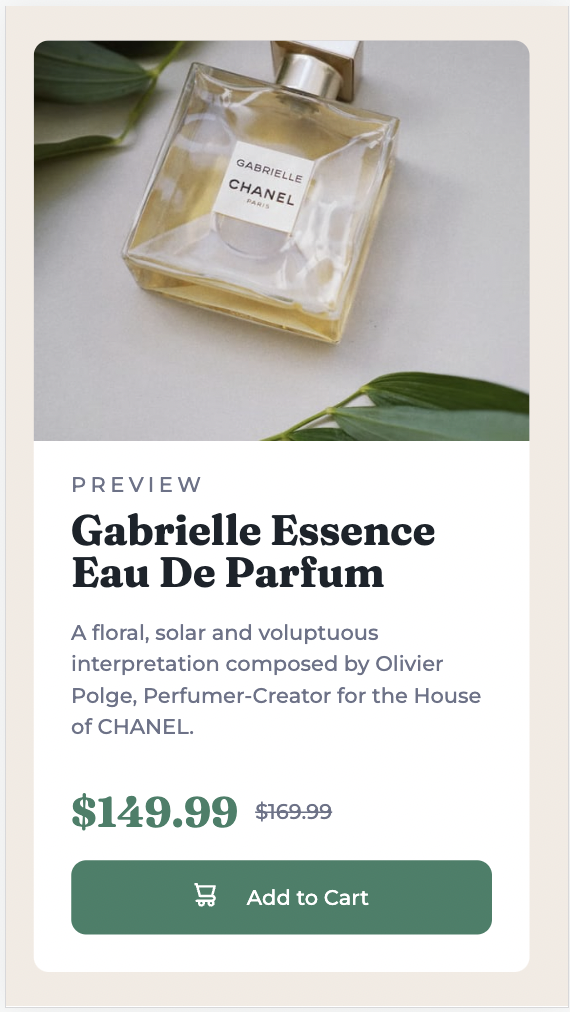 GABRIELLE
CHANEL
PARIS
PREVIEW
Gabrielle Essence
Eau De Parfum
A floral, solar and voluptuous
interpretation composed by Olivier
Polge, Perfumer-Creator for the House
of CHANEL.
$149.99 $169.99
Add to Cart